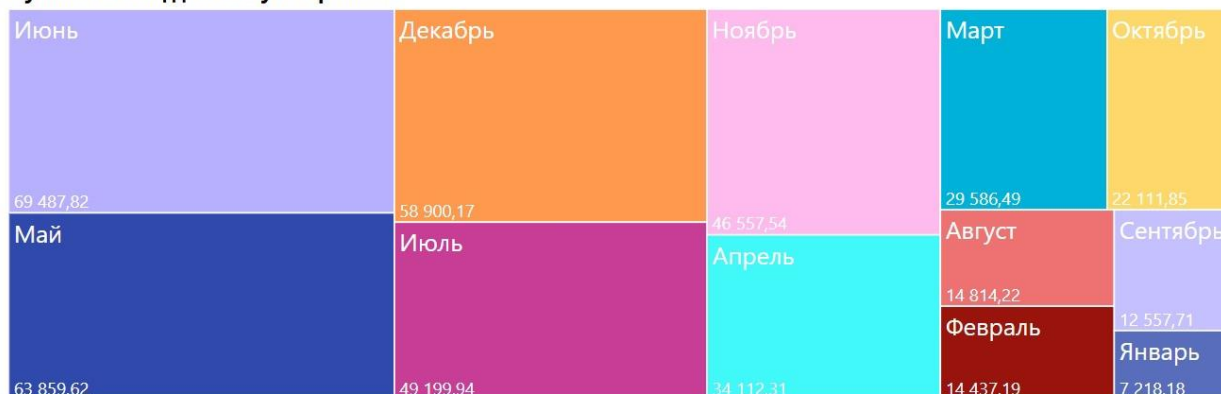 Июнь
69 487,82
Май
63 859,62
Декабрь
58 900,17
Июль
49 199,94
Ноябрь
46 557,54
Апрель
34 112,31
Март
29 586,49
Октябрь
22 111,85
Август
14 814,22
Февраль
14 437,19
Сентябрь
12 557,71
Январь
7 218,18